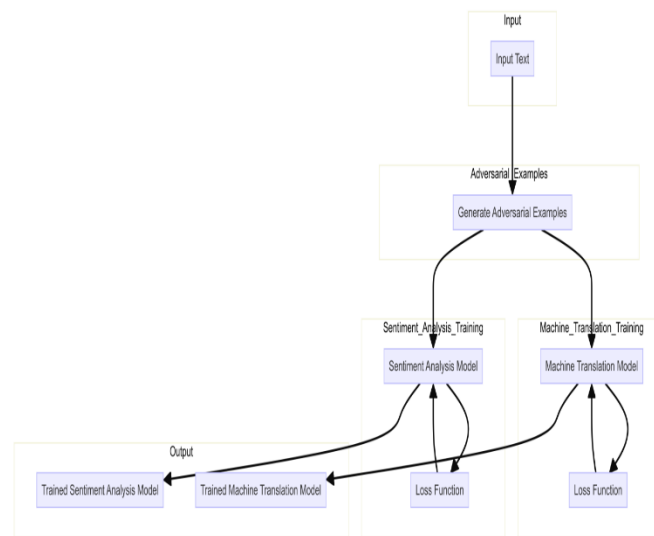 Input
Input Text
Adversarial_Examples
Generate Adversarial Examples
Sentiment_Analysis_Training
Machine_Translation_Training
Sentiment Analysis Model
Machine Translation Model
Output
Trained Sentiment Analysis Model
Trained Machine Translation Model
Loss Function
Loss Function